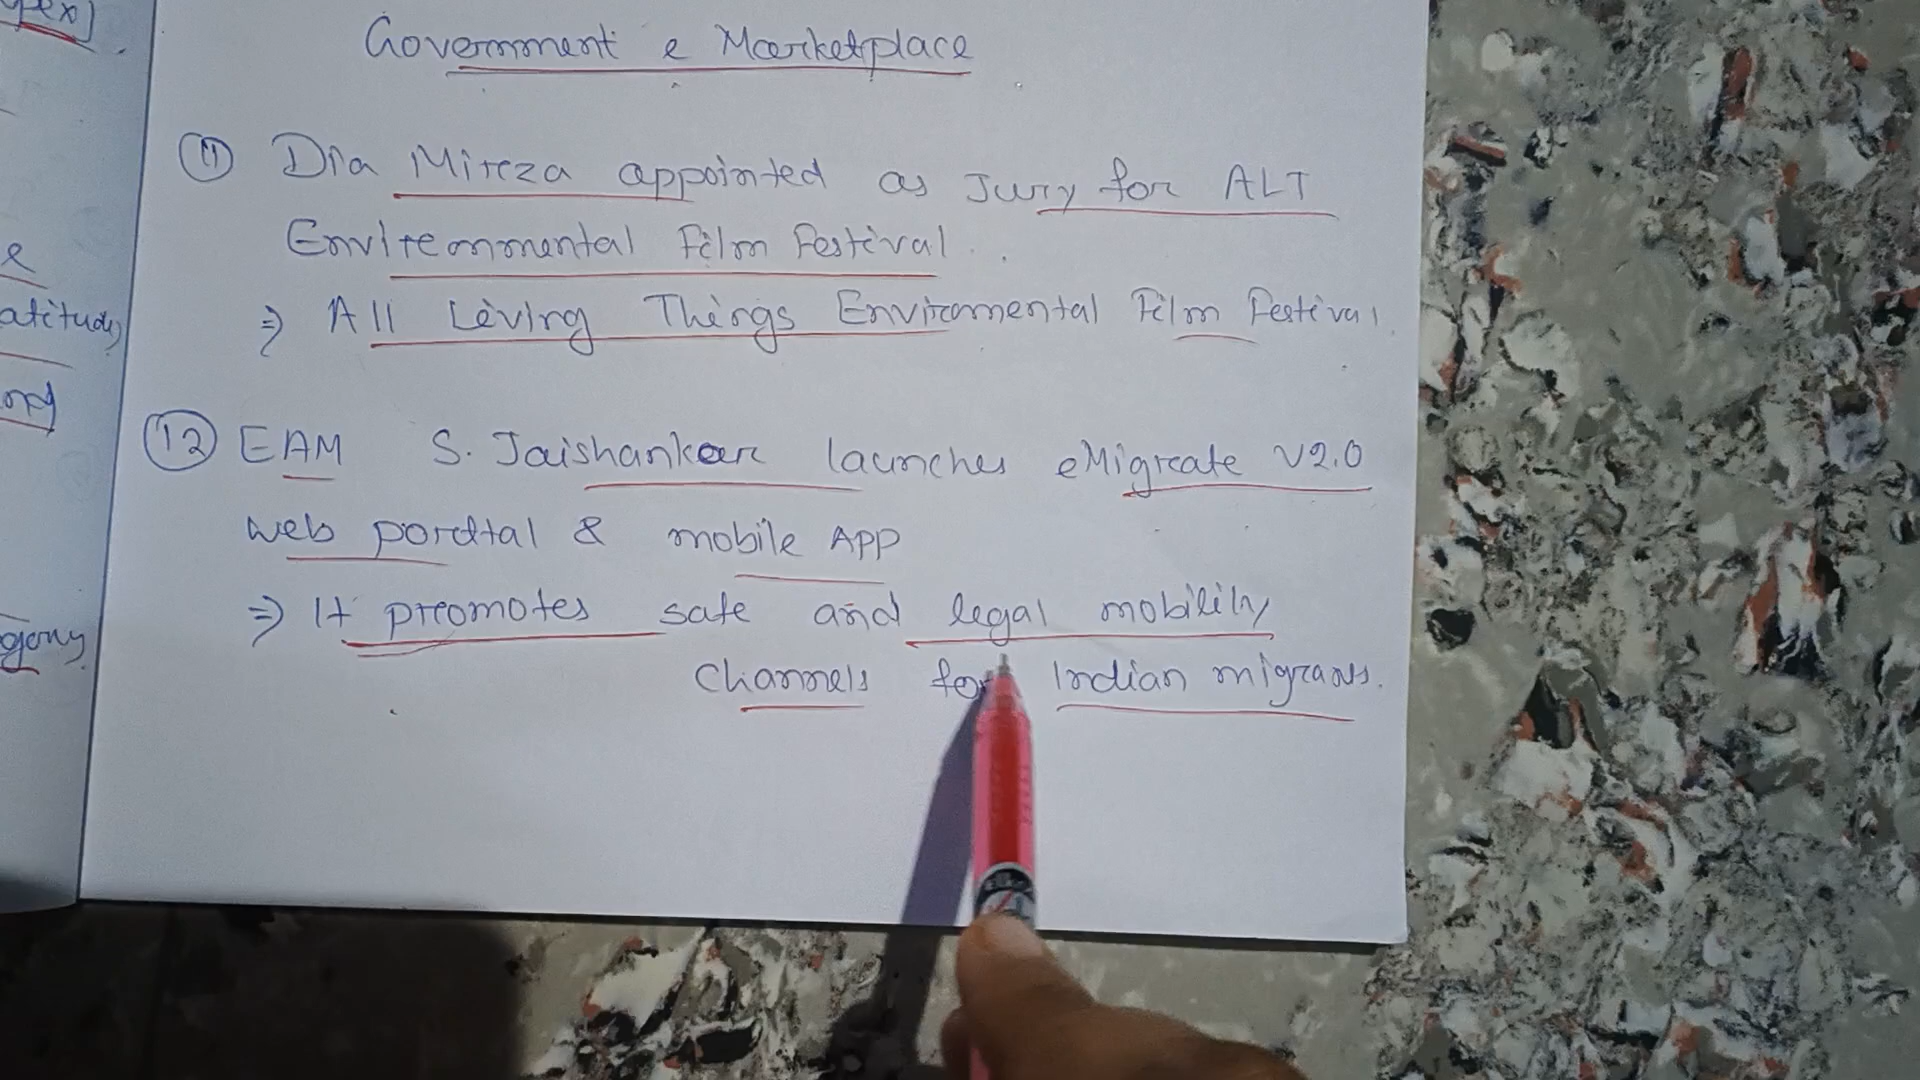 Government e Marketplace
11 Dia Mirza appointed as Jury for ALT
Environmental Film Festival.
⇒ All Living Things Enviromental Film Festival.
12 EAM S. Jaishankar launches eMigrate V2.0
web portal & mobile APP
⇒ It promotes safe and legal mobility
channels for Indian migrans.